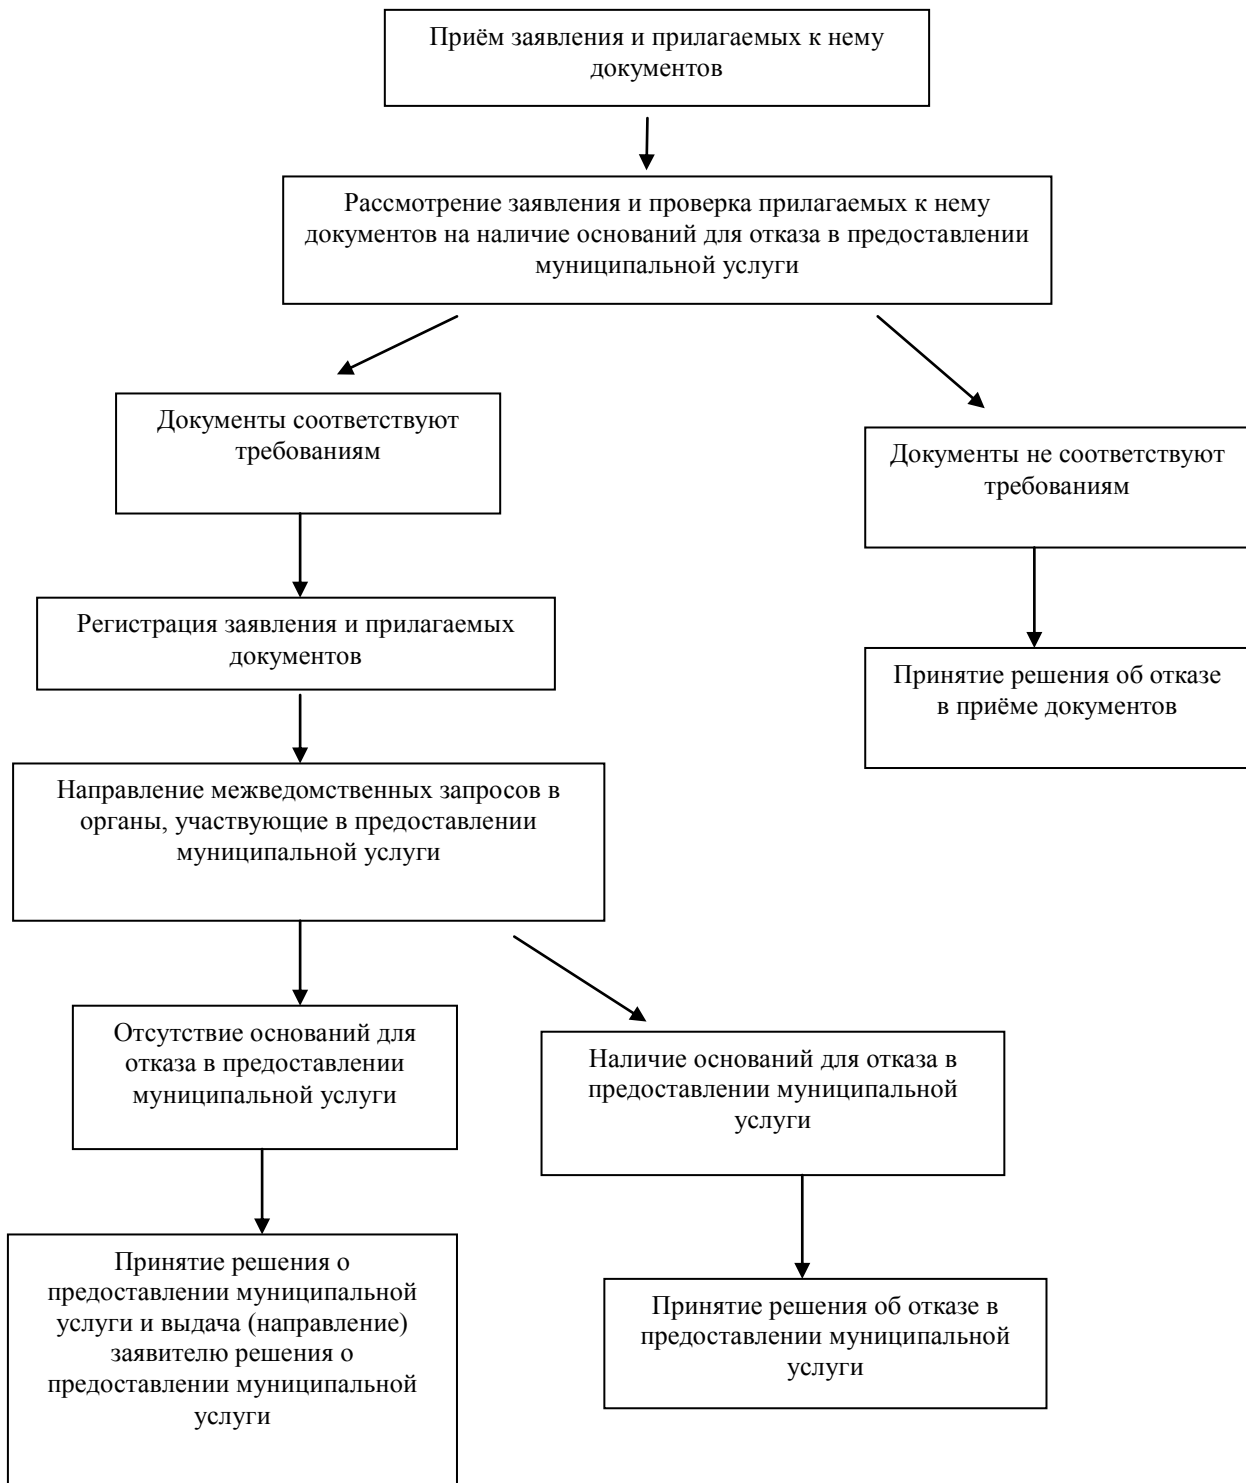 Приём заявления и прилагаемых к нему
документов
Рассмотрение заявления и проверка прилагаемых к нему
документов на наличие оснований для отказа в предоставлении
муниципальной услуги
Документы соответствуют
требованиям
Документы не соответствуют
требованиям
Регистрация заявления и прилагаемых
документов
Принятие решения об отказе
в приёме документов
Направление межведомственных запросов в
органы, участвующие в предоставлении
муниципальной услуги
Отсутствие оснований для
отказа в предоставлении
муниципальной услуги
Наличие оснований для отказа в
предоставлении муниципальной
услуги
Принятие решения о
предоставлении муниципальной
услуги и выдача (направление)
заявителю решения о
предоставлении муниципальной
услуги
Принятие решения об отказе в
предоставлении муниципальной
услуги